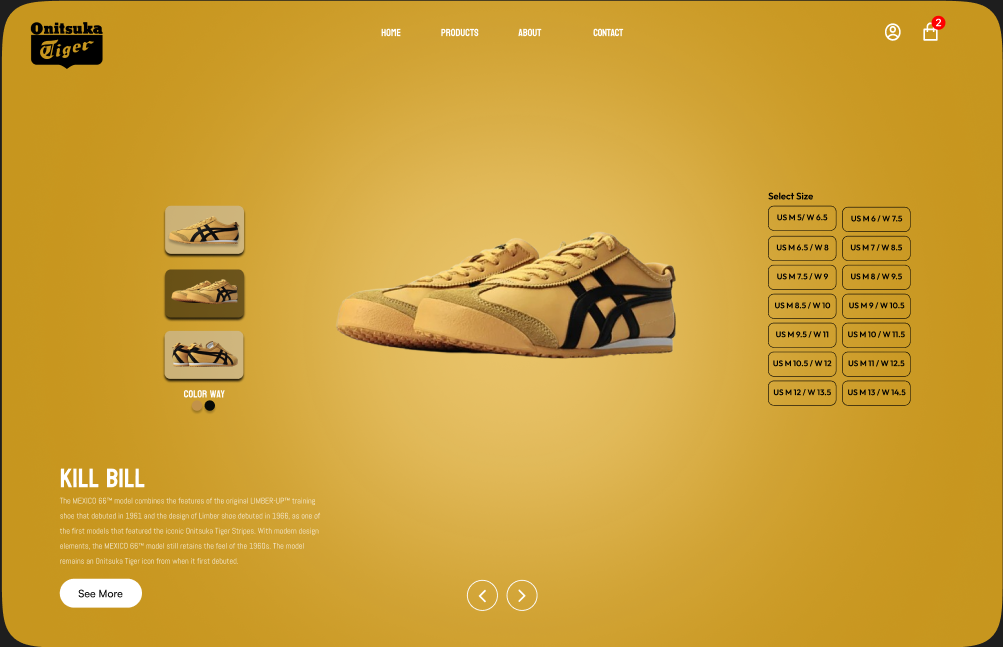 Onitsuka
Tiger
HOME PRODUCTS ABOUT CONTACT
2
Select Size
US M 5/ W 6.5 US M 6 / W 7.5
US M 6.5 / W 8 US M 7 / W 8.5
US M 7.5 / W 9 US M 8 / W 9.5
US M 8.5 / W 10 US M 9 / W 10.5
US M 9.5 / W 11 US M 10 / W 11.5
US M 10.5 / W 12 US M 11 / W 12.5
US M 12 / W 13.5 US M 13 / W 14.5
COLOR WAY
KILL BILL
The MEXICO 66™ model combines the features of the original LIMBER-UP™ training
shoe that debuted in 1961 and the design of Limber shoe debuted in 1966, as one of
the first models that featured the iconic Onitsuka Tiger Stripes. With modern design
elements, the MEXICO 66™ model still retains the feel of the 1960s. The model
remains an Onitsuka Tiger icon from when it first debuted.
See More